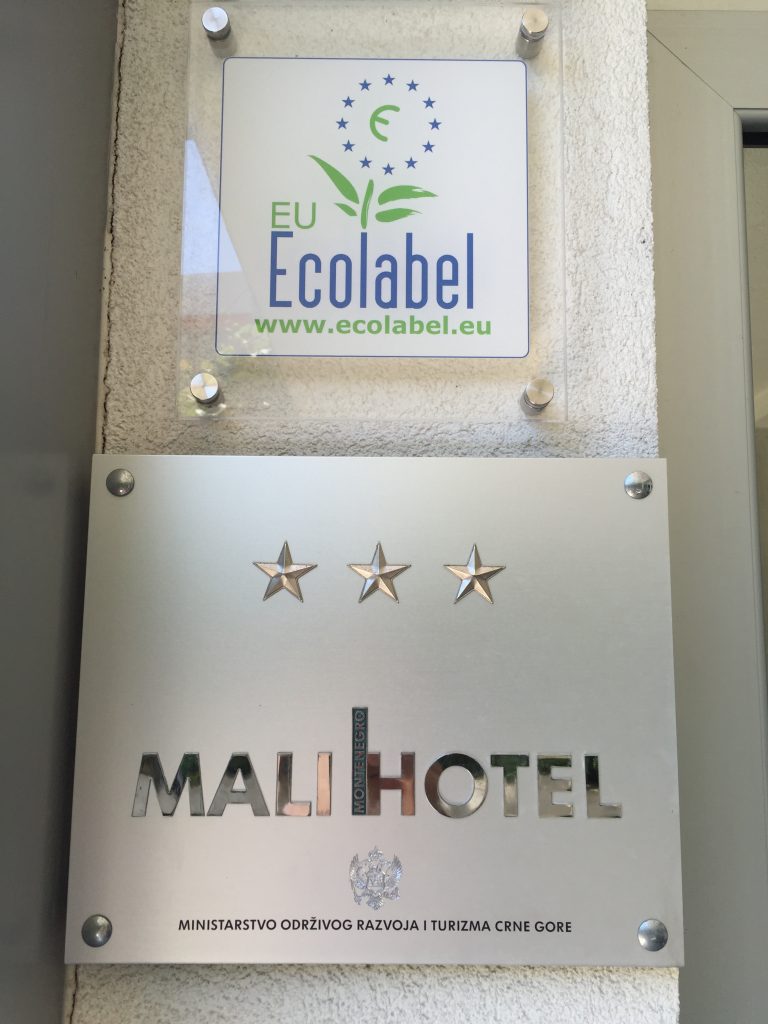 EU
Ecolabel
www.ecolabel.eu
MALI MONTENEGRO HOTEL
MINISTARSTVO ODRŽIVOG RAZVOJA I TURIZMA CRNE GORE